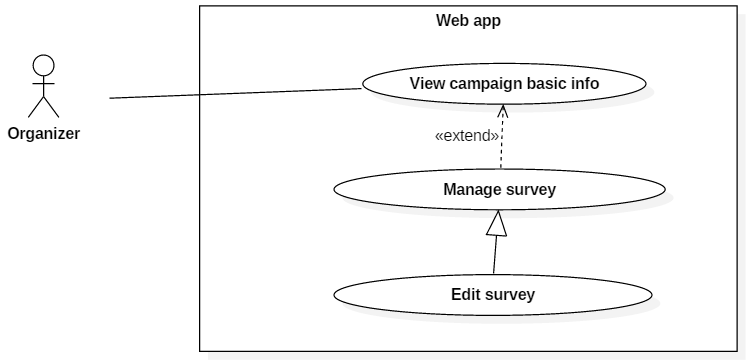 Web app
View campaign basic info
Organizer
«extend»
Manage survey
Edit survey